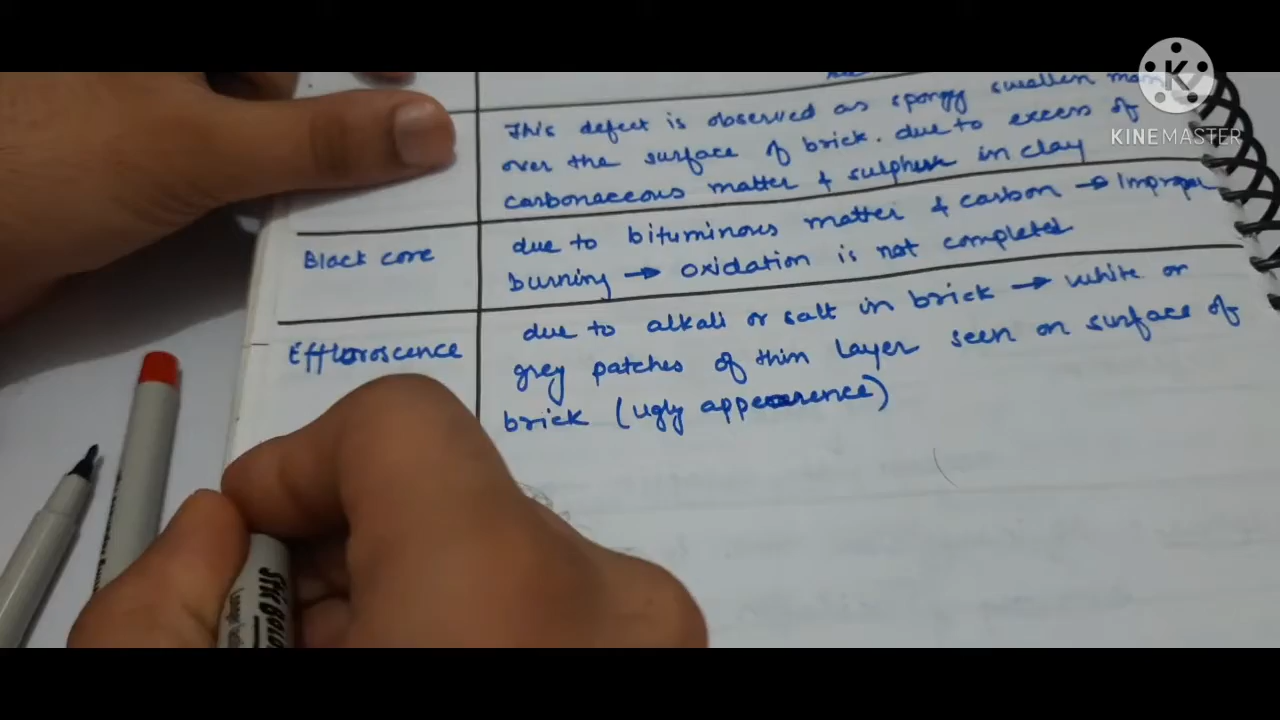 This defect is observed as spongy swollen
over the surface of brick. due to excess of
carbonaceous matter & sulphur in clay
Black core
due to bituminous matter & carbon → Improper
burning → oxidation is not completed
Effloroscence
due to alkali or salt in brick → white or
grey patches of thin layer seen on surface of
brick (ugly appearence)
KINEMASTER